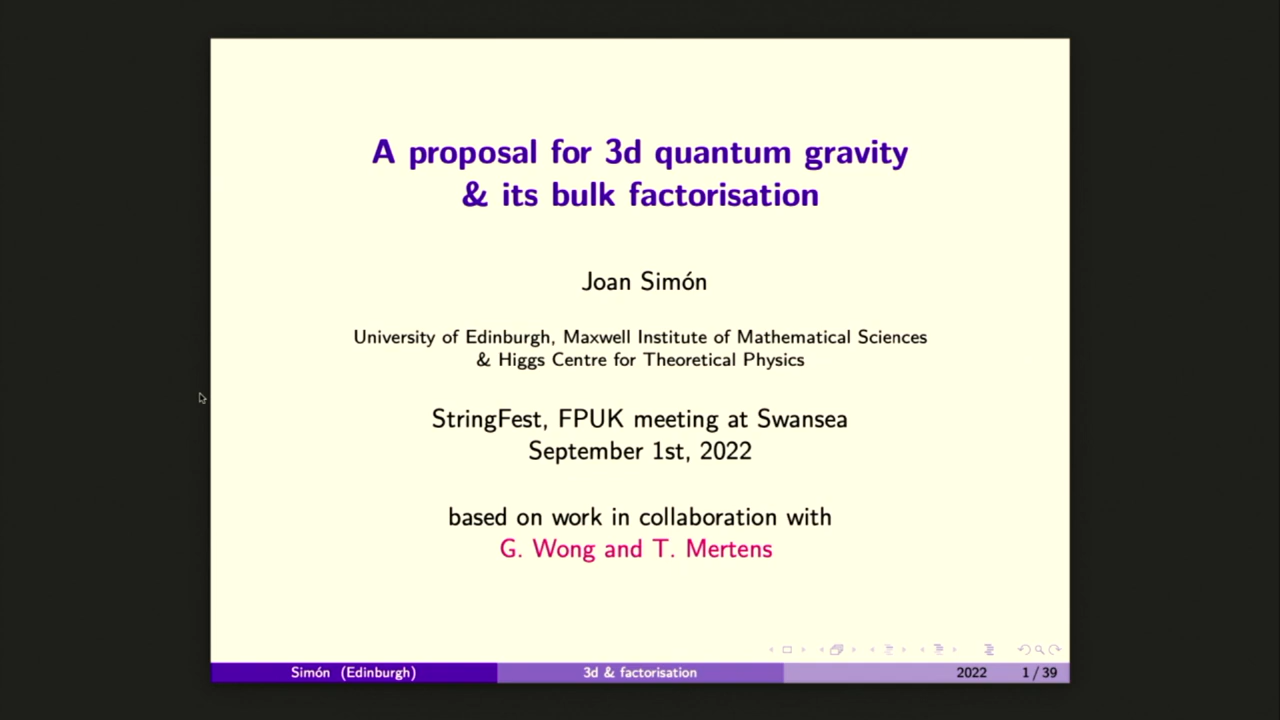 A proposal for 3d quantum gravity
& its bulk factorisation
Joan Simón
University of Edinburgh, Maxwell Institute of Mathematical Sciences
& Higgs Centre for Theoretical Physics
StringFest, FPUK meeting at Swansea
September 1st, 2022
based on work in collaboration with
G. Wong and T. Mertens
Simón (Edinburgh) 3d & factorisation 2022 1 / 39